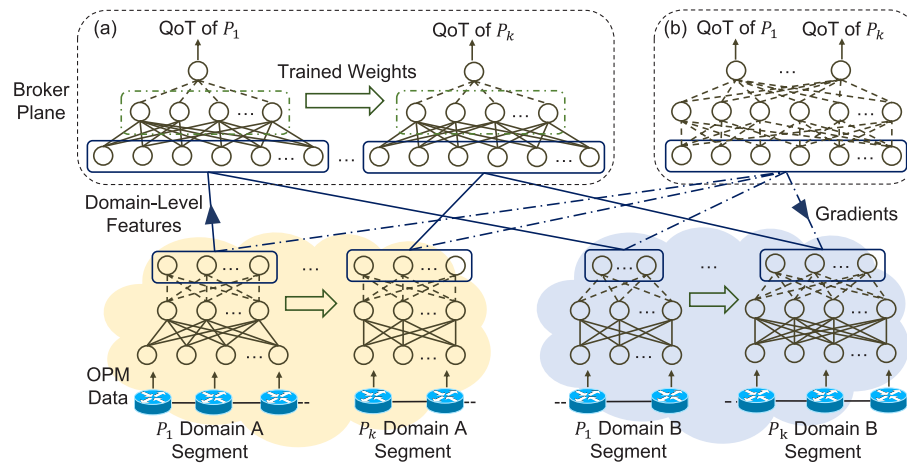 (a)
QoT of P₁
QoT of Pₖ
(b)
QoT of P₁
QoT of Pₖ
...
Broker
Plane
Trained Weights
...
...
...
...
Domain-Level
Features
Gradients
...
...
...
...
...
...
...
...
...
...
...
...
...
...
OPM
Data
P₁ Domain A
Segment
Pₖ Domain A
Segment
P₁ Domain B
Segment
Pₖ Domain B
Segment